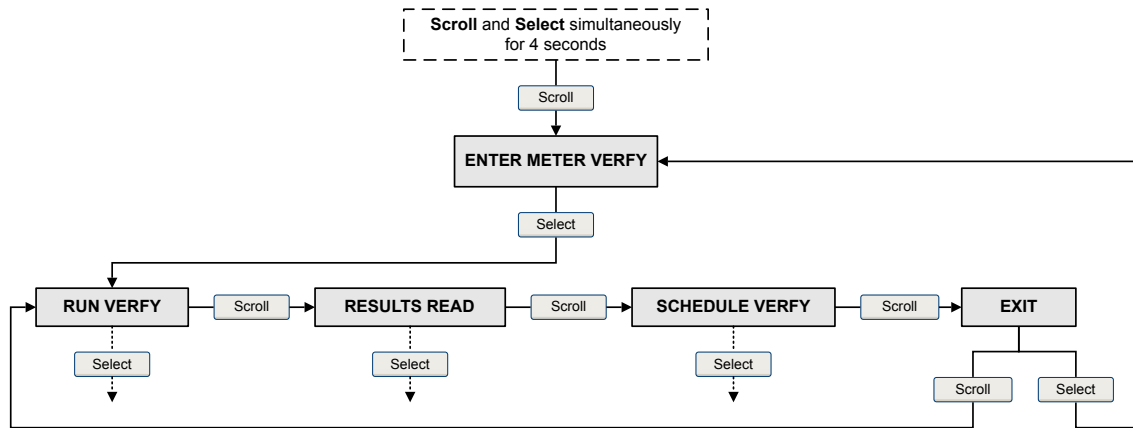 Scroll and Select simultaneously
for 4 seconds
Scroll
ENTER METER VERFY
Select
RUN VERFY
Scroll
RESULTS READ
Scroll
SCHEDULE VERFY
Scroll
EXIT
Select
Select
Select
Scroll
Select